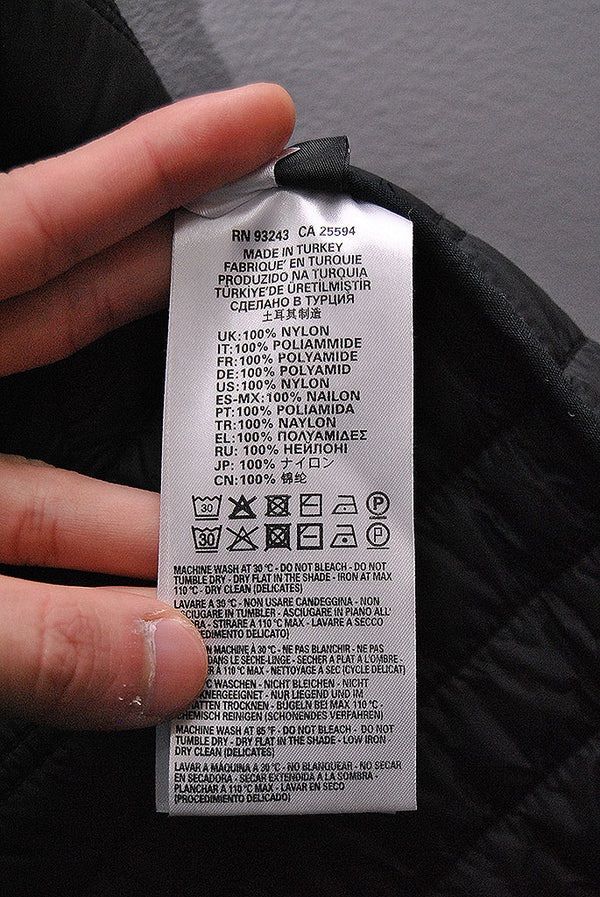 RN 93243 CA 25594
MADE IN TURKEY
FABRIQUE' EN TURQUIE
PRODUZIDO NA TURQUIA
TÜRKİYE'DE ÜRETİLMİŞTİR
СДЕЛАНО В ТУРЦИЯ
土耳其制造
UK:100% NYLON
IT:100% POLIAMMIDE
FR:100% POLYAMIDE
DE:100% POLYAMID
US:100% NYLON
ES-MX:100% NAILON
PT:100% POLIAMIDA
TR:100% NAYLON
EL:100% ΠΟΛΥΑΜΙΔΕΣ
RU: 100% НЕЙЛОНІ
JP: 100% ナイロン
CN:100% 锦纶
30 P
30 P
MACHINE WASH AT 30 °C - DO NOT BLEACH - DO NOT
TUMBLE DRY - DRY FLAT IN THE SHADE - IRON AT MAX
110 °C - DRY CLEAN (DELICATES)
LAVARE A 30 °C - NON USARE CANDEGGINA - NON
ASCIUGARE IN TUMBLER - ASCIUGARE IN PIANO ALL'
- STIRARE A 110 °C MAX - LAVARE A SECCO
DELICATO)
MACHINE À 30 °C - NE PAS BLANCHIR - NE PAS
DANS LE SÈCHE-LINGE - SECHER A PLAT A L'OMBRE
A 110 °C MAX - NETTOYAGE A SEC (CYCLE DELICAT)
WASCHEN - NICHT BLEICHEN - NICHT
- NUR LIEGEND UND IM
TROCKNEN - BÜGELN BEI MAX 110 °C -
CHEMISCH REINIGEN (SCHONENDES VERFAHREN)
MACHINE WASH AT 85 °F - DO NOT BLEACH - DO NOT
TUMBLE DRY - DRY FLAT IN THE SHADE - LOW IRON
DRY CLEAN (DELICATES)
LAVAR A MÁQUINA A 30 °C - NO BLANQUEAR - NO SECAR
EN SECADORA - SECAR EXTENDIDA A LA SOMBRA -
PLANCHAR A 110 °C MAX - LAVAR EN SECO
(PROCEDIMIENTO DELICADO)